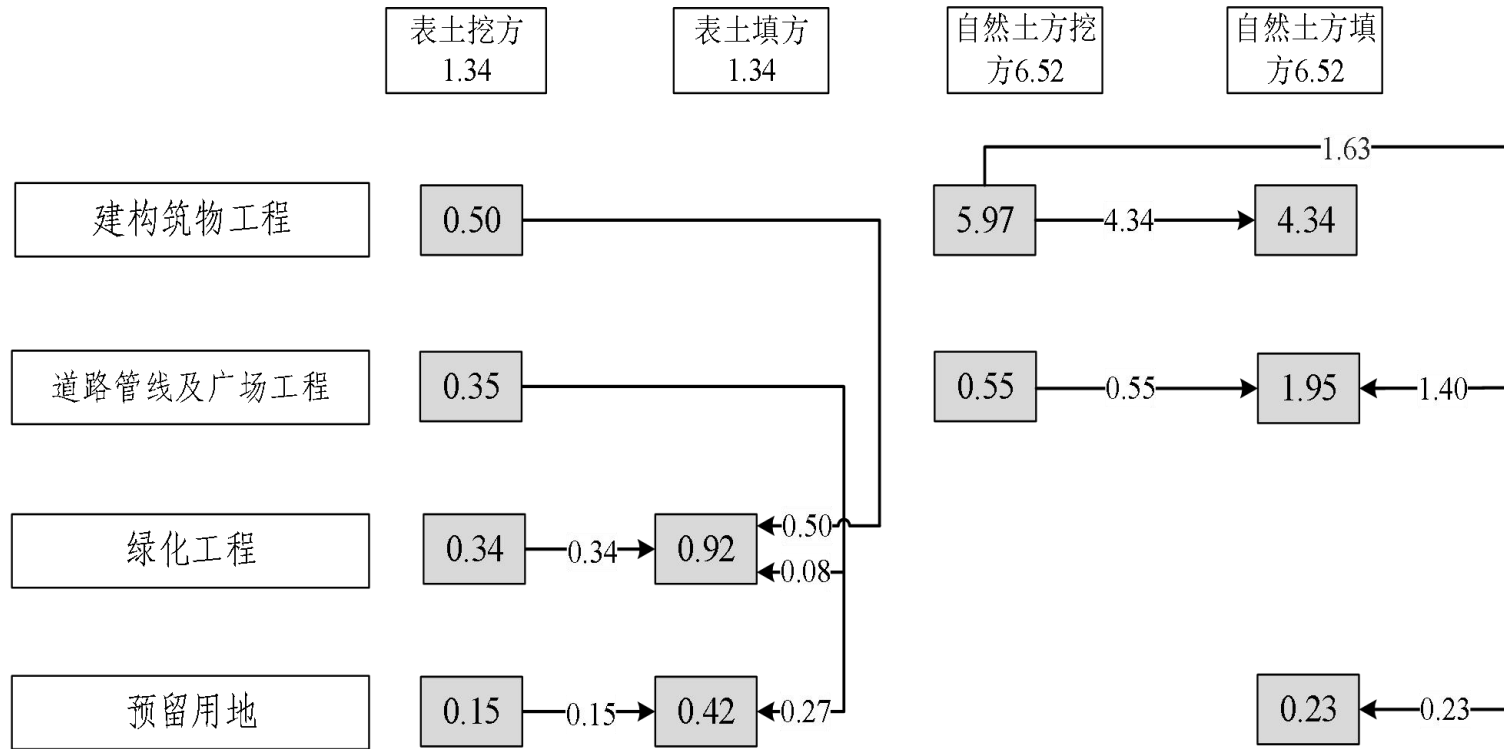 表土挖方
1.34
表土填方
1.34
自然土方挖
方6.52
自然土方填
方6.52
1.63
建构筑物工程
0.50
5.97
4.34
4.34
道路管线及广场工程
0.35
0.55
0.55
1.95
1.40
绿化工程
0.34
0.34
0.92
0.50
0.08
预留用地
0.15
0.15
0.42
0.27
0.23
0.23